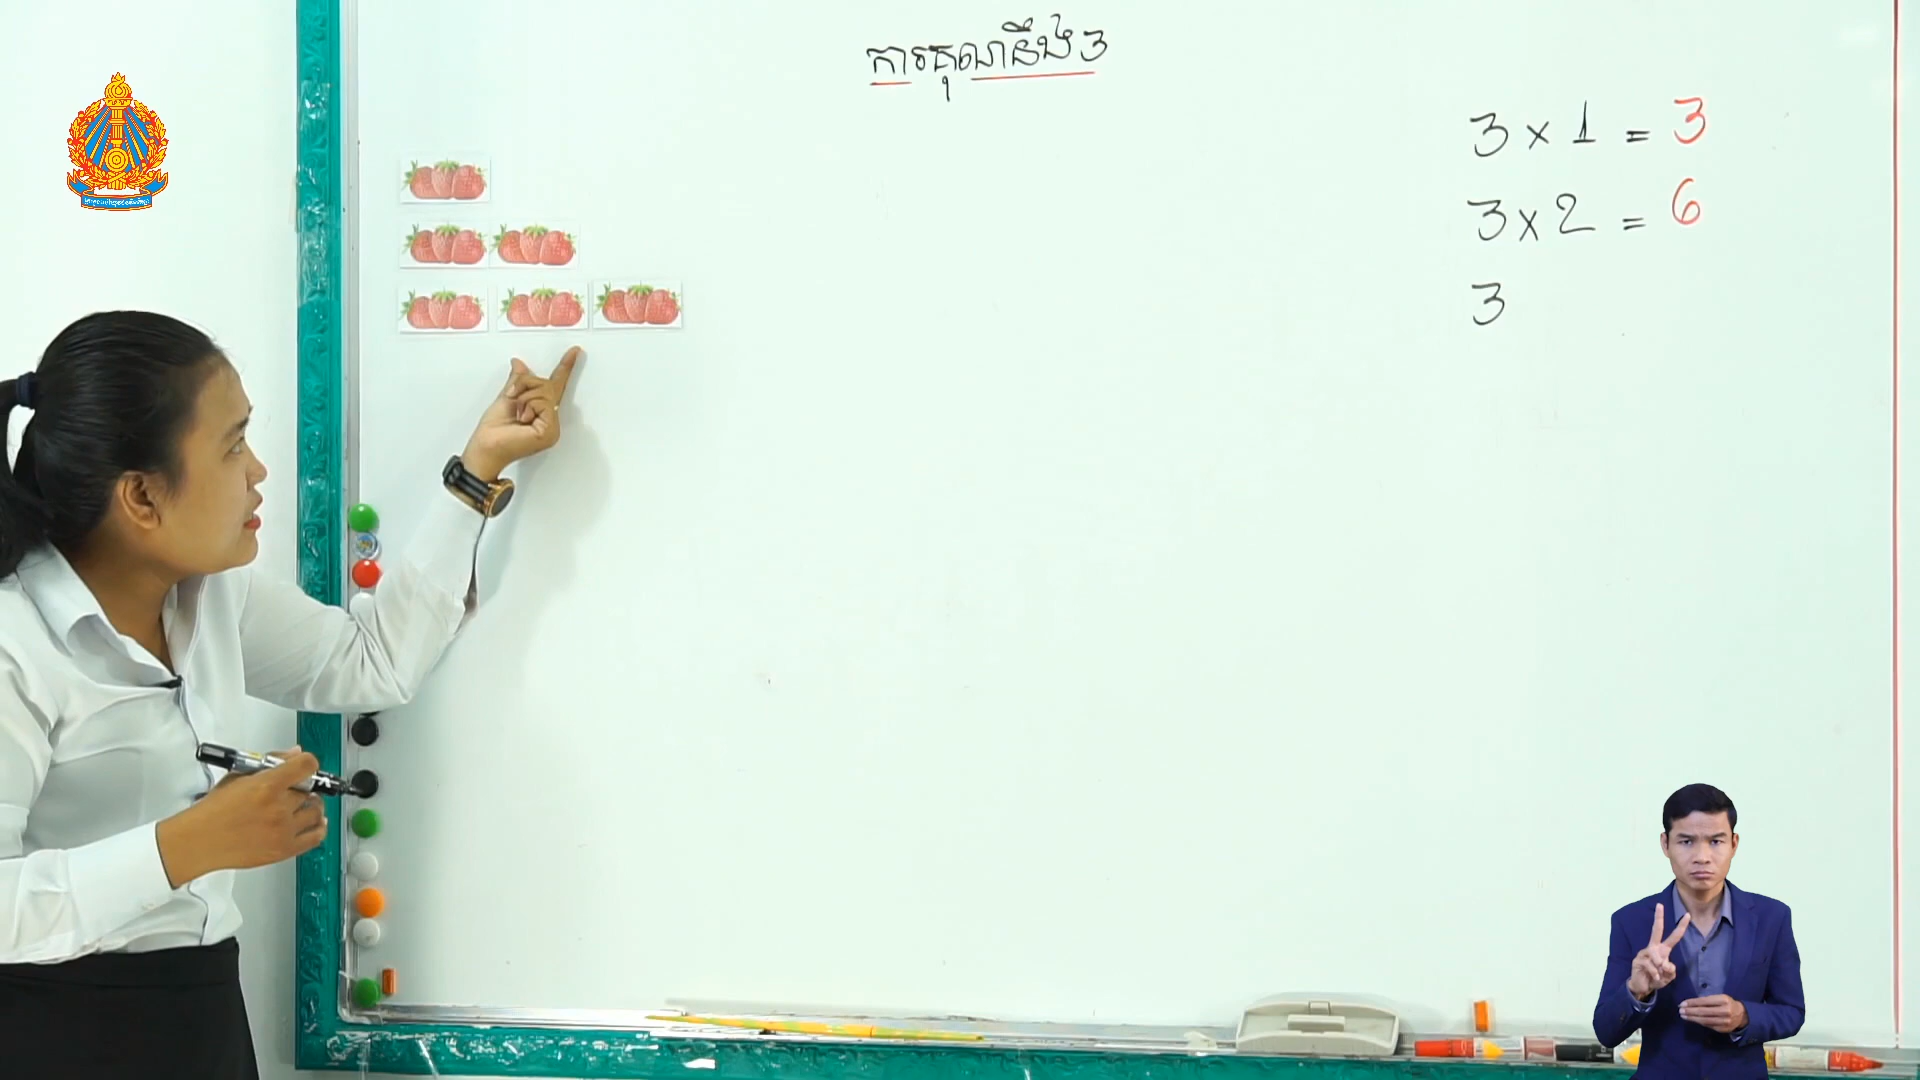 ការគុណនឹង3
3 × 1 = 3
3 × 2 = 6
3